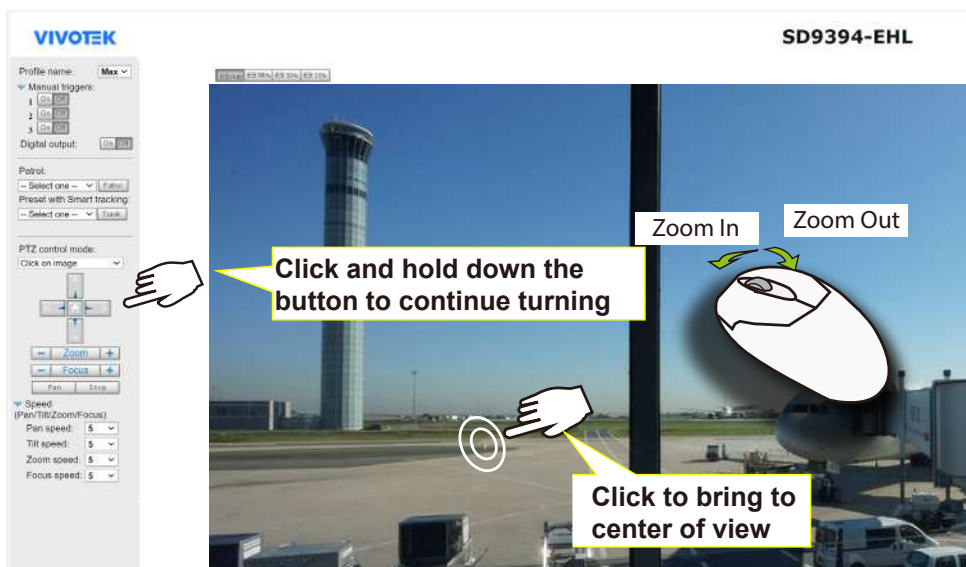 VIVOTEK
SD9394-EHL
Profile name: Max
Manual triggers:
1 On Off
2 On Off
3 On Off
Digital output: On Off
Patrol:
-- Select one -- Patrol
Preset with Smart tracking:
-- Select one -- Track
PTZ control mode:
Click on image
− Zoom +
− Focus +
Pan Stop
Speed
(Pan/Tilt/Zoom/Focus)
Pan speed: 5
Tilt speed: 5
Zoom speed: 5
Focus speed: 5
Zoom In
Zoom Out
Click and hold down the
button to continue turning
Click to bring to
center of view